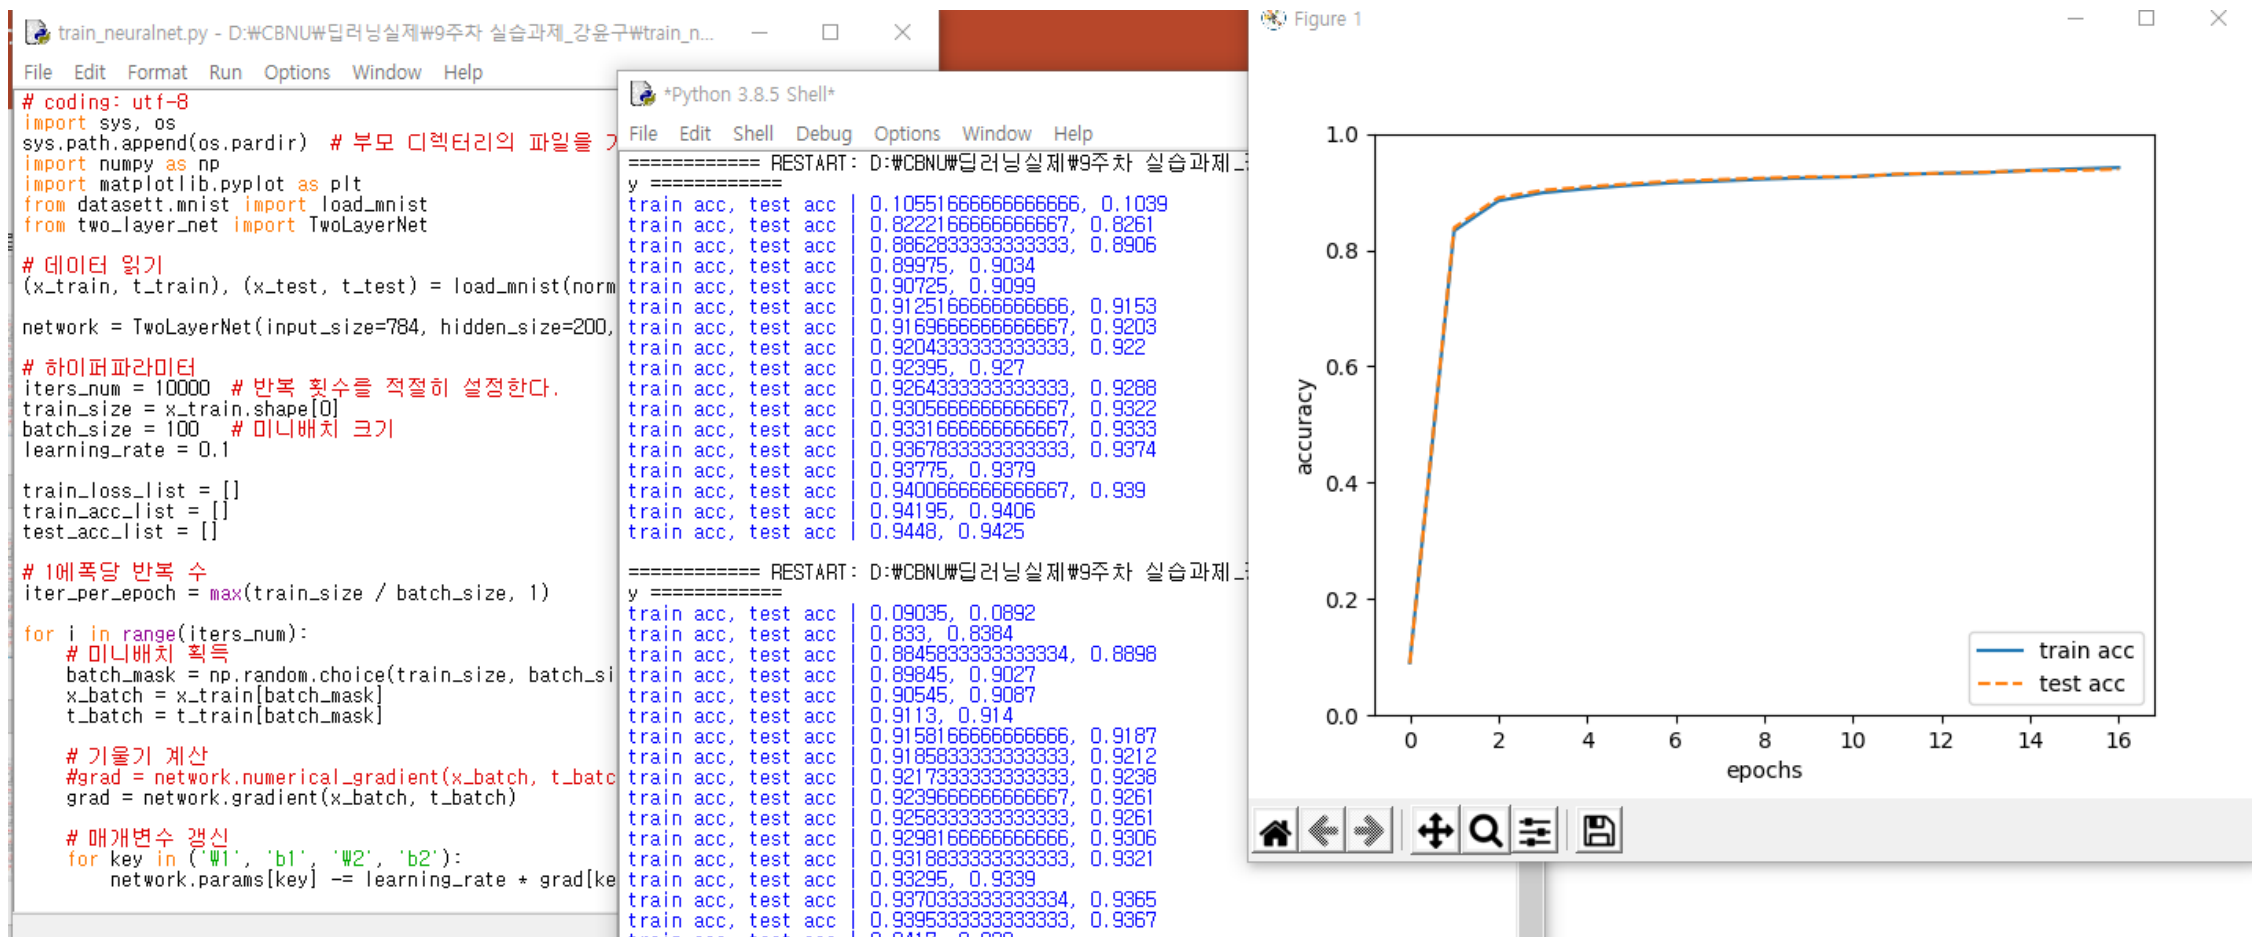 train_neuralnet.py - D:₩CBNU₩딥러닝실제₩9주차 실습과제_강윤구₩train_n...
File Edit Format Run Options Window Help
# coding: utf-8
import sys, os
sys.path.append(os.pardir) # 부모 디렉터리의 파일을
import numpy as np
import matplotlib.pyplot as plt
from datasett.mnist import load_mnist
from two_layer_net import TwoLayerNet
# 데이터 읽기
(x_train, t_train), (x_test, t_test) = load_mnist(norm
network = TwoLayerNet(input_size=784, hidden_size=200,
# 하이퍼파라미터
iters_num = 10000 # 반복 횟수를 적절히 설정한다.
train_size = x_train.shape[0]
batch_size = 100 # 미니배치 크기
learning_rate = 0.1
train_loss_list = []
train_acc_list = []
test_acc_list = []
# 1에폭당 반복 수
iter_per_epoch = max(train_size / batch_size, 1)
for i in range(iters_num):
# 미니배치 획득
batch_mask = np.random.choice(train_size, batch_si
x_batch = x_train[batch_mask]
t_batch = t_train[batch_mask]
# 기울기 계산
#grad = network.numerical_gradient(x_batch, t_batc
grad = network.gradient(x_batch, t_batch)
# 매개변수 갱신
for key in ('W1', 'b1', 'W2', 'b2'):
network.params[key] -= learning_rate * grad[ke
*Python 3.8.5 Shell*
File Edit Shell Debug Options Window Help
============ RESTART: D:₩CBNU₩딥러닝실제₩9주차 실습과제_
y ============
train acc, test acc | 0.10551666666666666, 0.1039
train acc, test acc | 0.8222166666666667, 0.8261
train acc, test acc | 0.8862833333333333, 0.8906
train acc, test acc | 0.89975, 0.9034
train acc, test acc | 0.90725, 0.9099
train acc, test acc | 0.9125166666666666, 0.9153
train acc, test acc | 0.9169666666666667, 0.9203
train acc, test acc | 0.9204333333333333, 0.922
train acc, test acc | 0.92395, 0.927
train acc, test acc | 0.9264333333333333, 0.9288
train acc, test acc | 0.9305666666666667, 0.9322
train acc, test acc | 0.9331666666666667, 0.9333
train acc, test acc | 0.9367833333333333, 0.9374
train acc, test acc | 0.93775, 0.9379
train acc, test acc | 0.9400666666666667, 0.939
train acc, test acc | 0.94195, 0.9406
train acc, test acc | 0.9448, 0.9425
============ RESTART: D:₩CBNU₩딥러닝실제₩9주차 실습과제_
y ============
train acc, test acc | 0.09035, 0.0892
train acc, test acc | 0.833, 0.8384
train acc, test acc | 0.8845833333333334, 0.8898
train acc, test acc | 0.89845, 0.9027
train acc, test acc | 0.90545, 0.9087
train acc, test acc | 0.9113, 0.914
train acc, test acc | 0.9158166666666666, 0.9187
train acc, test acc | 0.9185833333333333, 0.9212
train acc, test acc | 0.9217333333333333, 0.9238
train acc, test acc | 0.9239666666666667, 0.9261
train acc, test acc | 0.9258333333333333, 0.9261
train acc, test acc | 0.9298166666666666, 0.9306
train acc, test acc | 0.9318833333333333, 0.9321
train acc, test acc | 0.93295, 0.9339
train acc, test acc | 0.9370333333333334, 0.9365
train acc, test acc | 0.9395333333333333, 0.9367
Figure 1
1.0
0.8
0.6
0.4
0.2
0.0
accuracy
train acc
test acc
0 2 4 6 8 10 12 14 16
epochs